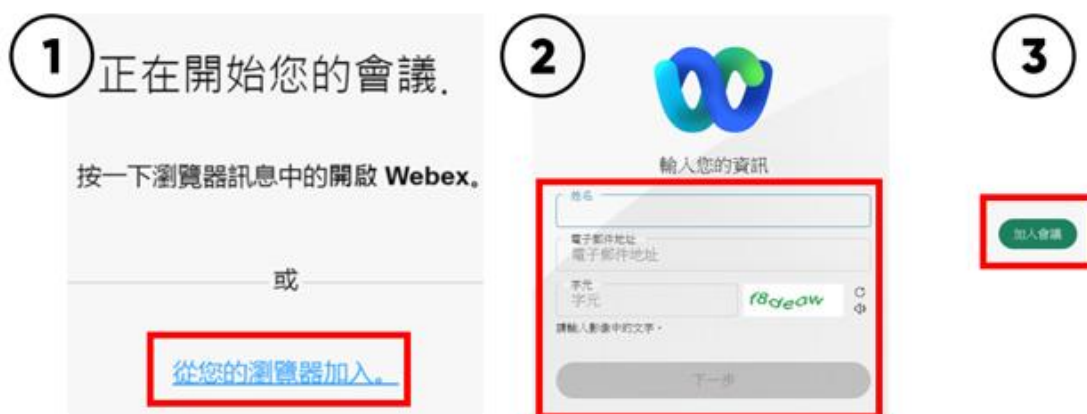 1
正在開始您的會議.
按一下瀏覽器訊息中的開啟 Webex。
或
從您的瀏覽器加入。
2
輸入您的資訊
姓名
電子郵件地址
電子郵件地址
字元
字元
f8deaw
請輸入影像中的文字。
下一步
3
加入會議